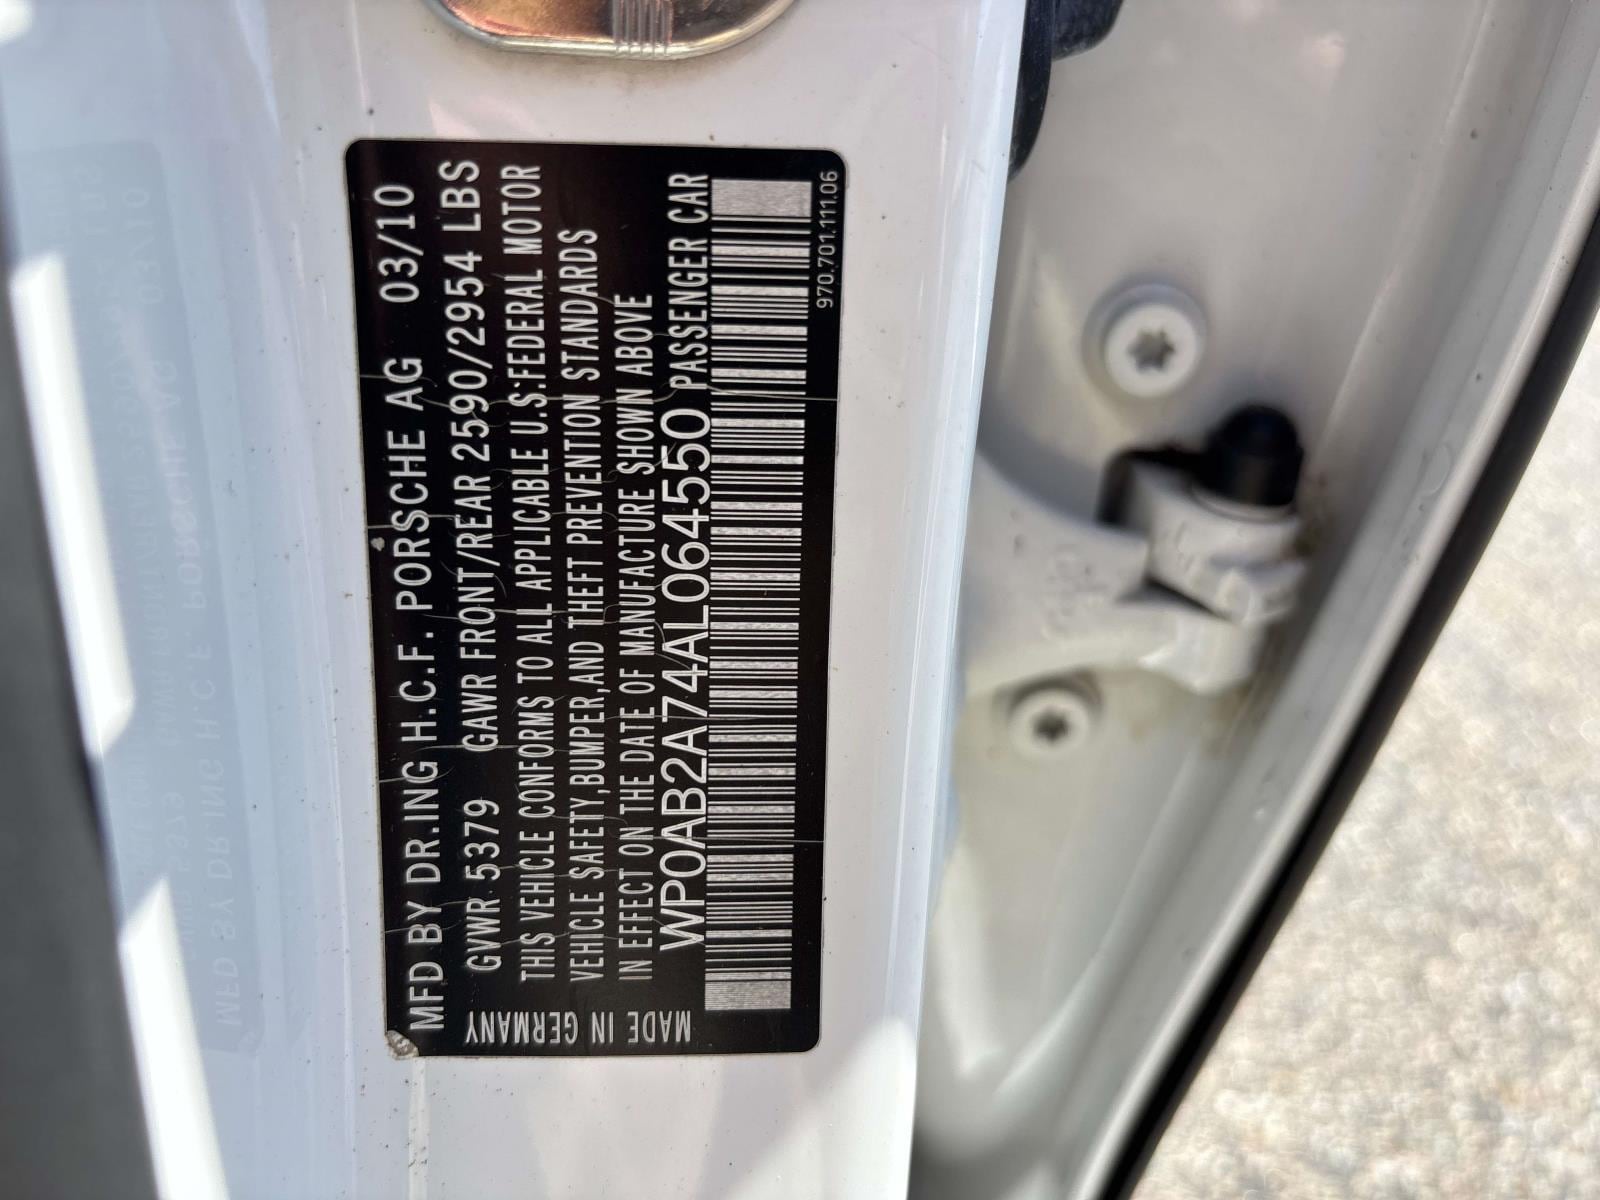 MFD BY DR.ING H.C.F. PORSCHE AG 03/10
GVWR 5379 GAWR FRONT/REAR 2590/2954 LBS
THIS VEHICLE CONFORMS TO ALL APPLICABLE U.S.FEDERAL MOTOR
VEHICLE SAFETY,BUMPER,AND THEFT PREVENTION STANDARDS
IN EFFECT ON THE DATE OF MANUFACTURE SHOWN ABOVE
WP0AB2A74AL064550 PASSENGER CAR
970.701.111.06
MADE IN GERMANY